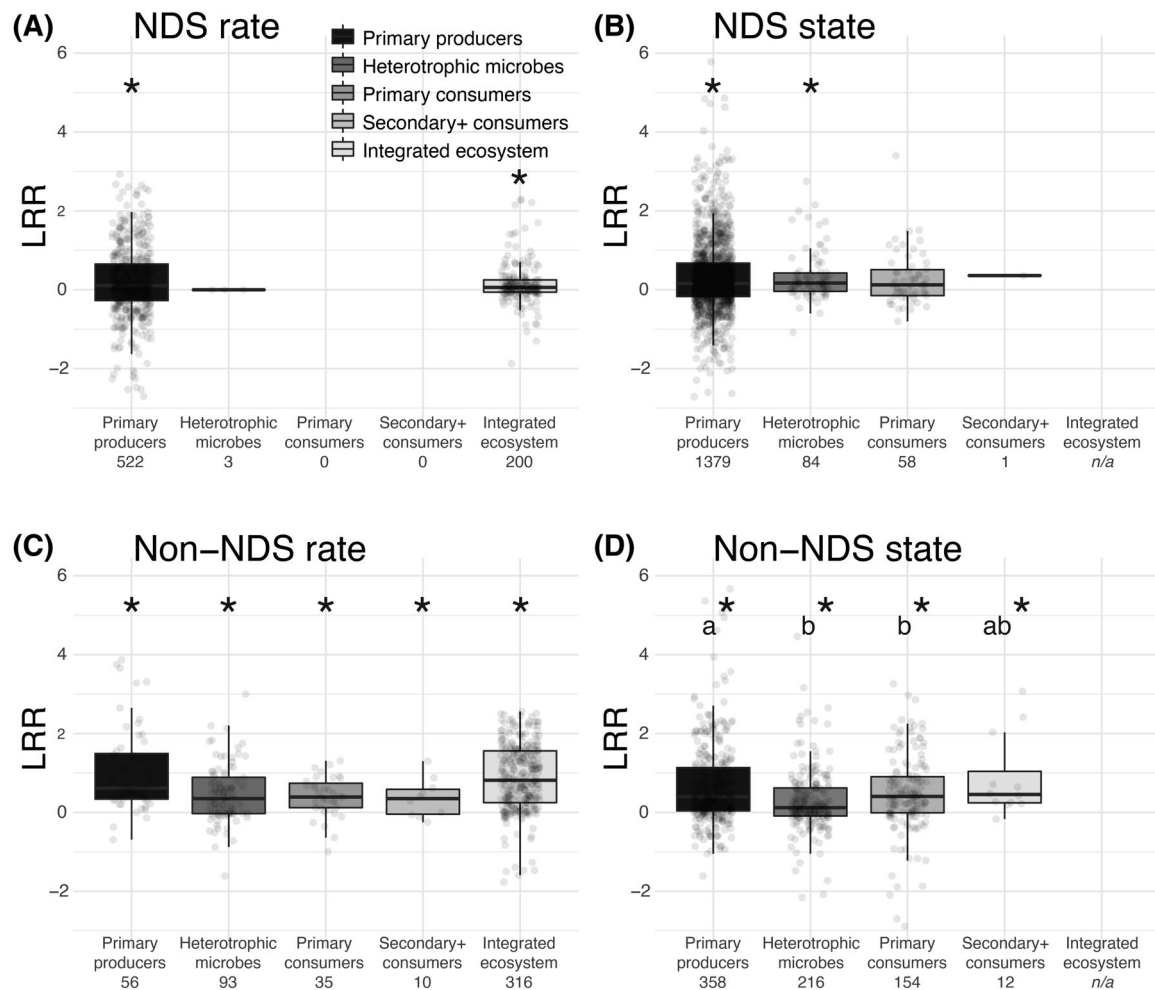 (A) NDS rate
Primary producers
Heterotrophic microbes
Primary consumers
Secondary+ consumers
Integrated ecosystem
*
*
LRR
6
4
2
0
−2
Primary Heterotrophic Primary Secondary+ Integrated
producers microbes consumers consumers ecosystem
522 3 0 0 200
(B) NDS state
* *
LRR
6
4
2
0
−2
Primary Heterotrophic Primary Secondary+ Integrated
producers microbes consumers consumers ecosystem
1379 84 58 1 n/a
(C) Non−NDS rate
* * * * *
LRR
6
4
2
0
−2
Primary Heterotrophic Primary Secondary+ Integrated
producers microbes consumers consumers ecosystem
56 93 35 10 316
(D) Non−NDS state
* * * *
a b b ab
LRR
6
4
2
0
−2
Primary Heterotrophic Primary Secondary+ Integrated
producers microbes consumers consumers ecosystem
358 216 154 12 n/a